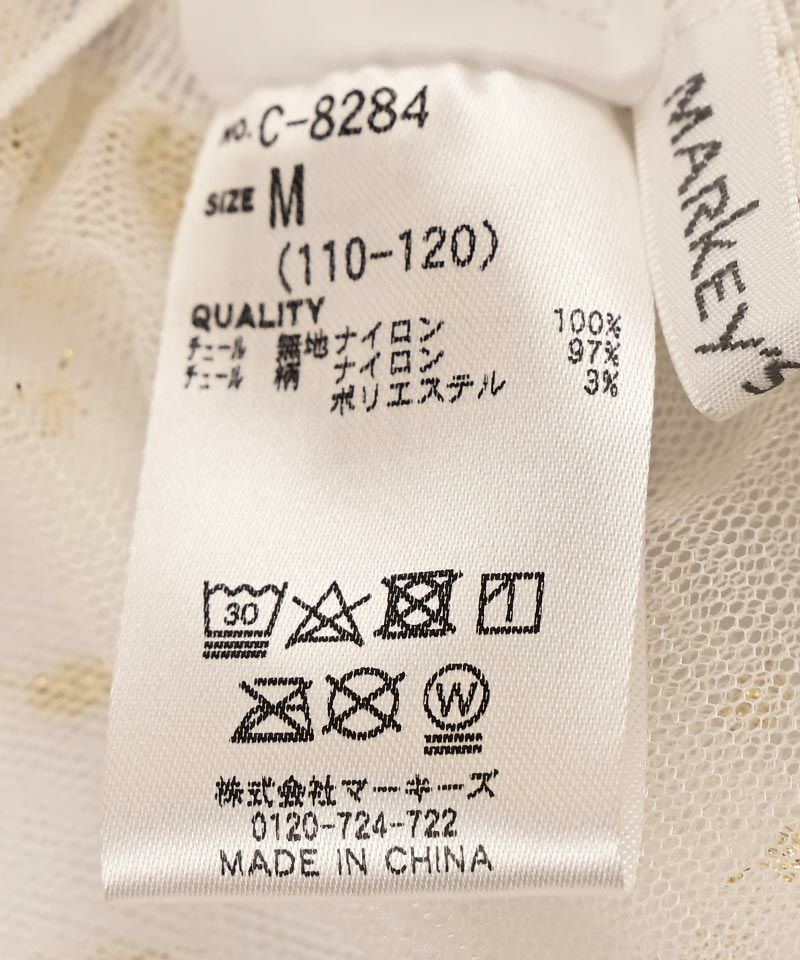 NO. C-8284
SIZE M
(110-120)
QUALITY
チュール 無地 ナイロン 100%
チュール 柄 ナイロン 97%
ポリエステル 3%
30
W
株式会社マーキーズ
0120-724-722
MADE IN CHINA
MARKEY'S